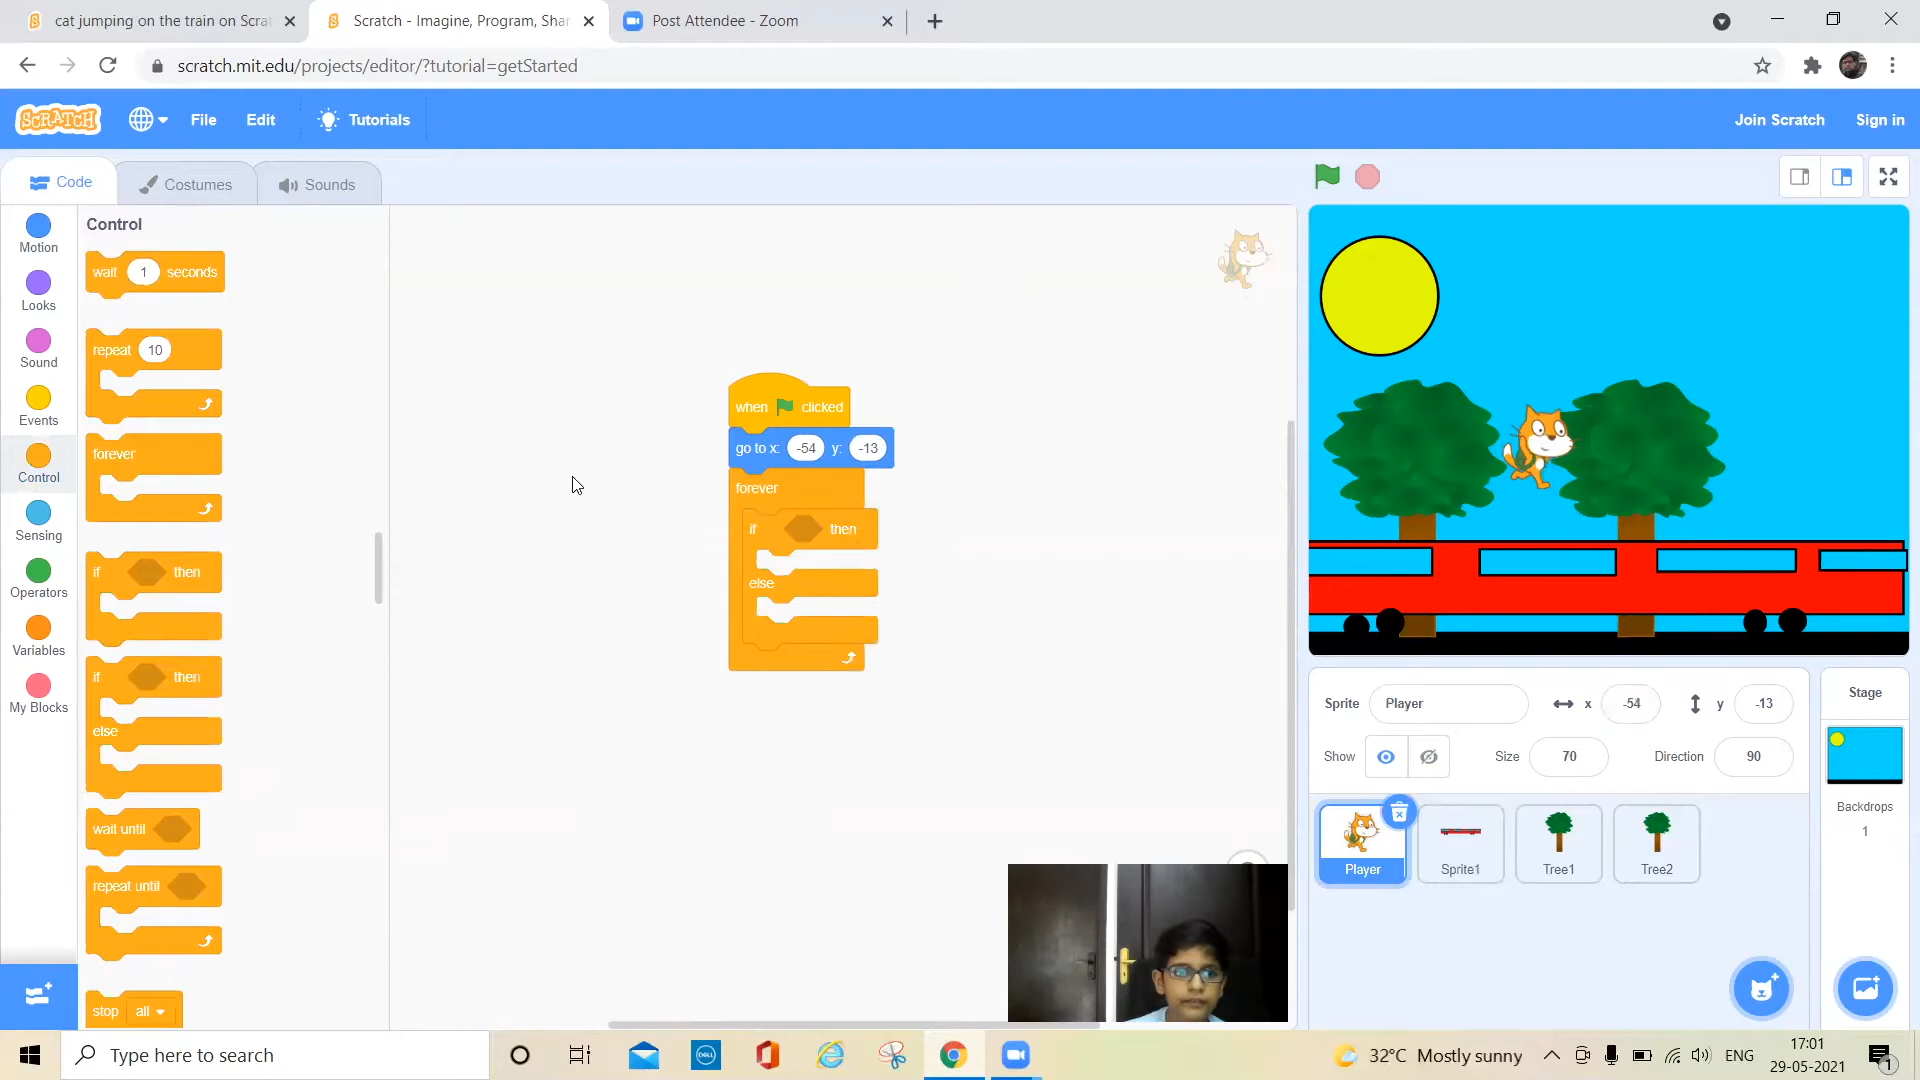 cat jumping on the train on Scra
Scratch - Imagine, Program, Shar
Post Attendee - Zoom
scratch.mit.edu/projects/editor/?tutorial=getStarted
SCRATCH
File
Edit
Tutorials
Join Scratch
Sign in
Code
Costumes
Sounds
Motion
Looks
Sound
Events
Control
Sensing
Operators
Variables
My Blocks
Control
wait 1 seconds
repeat 10
forever
if then
if then
else
wait until
repeat until
stop all
when clicked
go to x: -54 y: -13
forever
if then
else
Sprite Player x -54 y -13
Show Size 70 Direction 90
Player
Sprite1
Tree1
Tree2
Stage
Backdrops
1
Type here to search
DELL
32°C Mostly sunny
ENG
17:01
29-05-2021
1